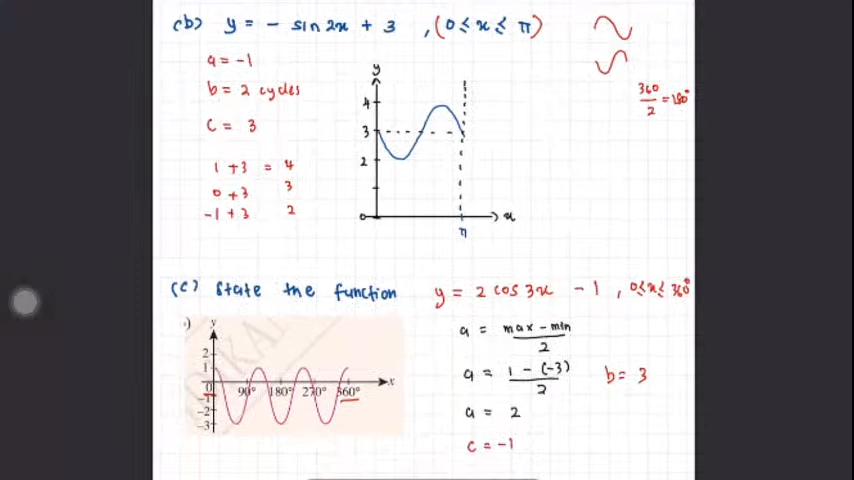 (b) y = - sin 2x + 3 , (0 ≤ x ≤ π)
a = -1
b = 2 cycles
c = 3
360/2 = 180°
1 + 3 = 4
0 + 3 3
-1 + 3 2
y
4
3
2
0
x
π
(c) State the function y = 2 cos 3x - 1 , 0 ≤ x ≤ 360°
)
y
2
1
0
-1
-2
-3
90° 180° 270° 360°
x
a = max - min / 2
a = 1 - (-3) / 2
b = 3
a = 2
c = -1